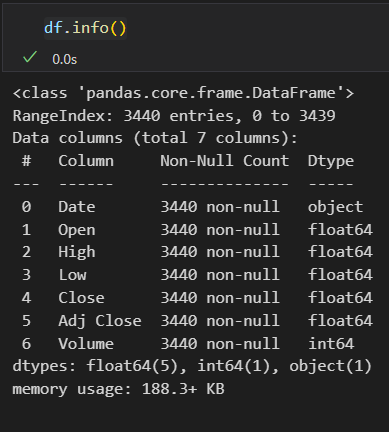 df.info()
0.0s
<class 'pandas.core.frame.DataFrame'>
RangeIndex: 3440 entries, 0 to 3439
Data columns (total 7 columns):
 #   Column     Non-Null Count  Dtype
---  ------     --------------  -----
 0   Date       3440 non-null   object
 1   Open       3440 non-null   float64
 2   High       3440 non-null   float64
 3   Low        3440 non-null   float64
 4   Close      3440 non-null   float64
 5   Adj Close  3440 non-null   float64
 6   Volume     3440 non-null   int64
dtypes: float64(5), int64(1), object(1)
memory usage: 188.3+ KB